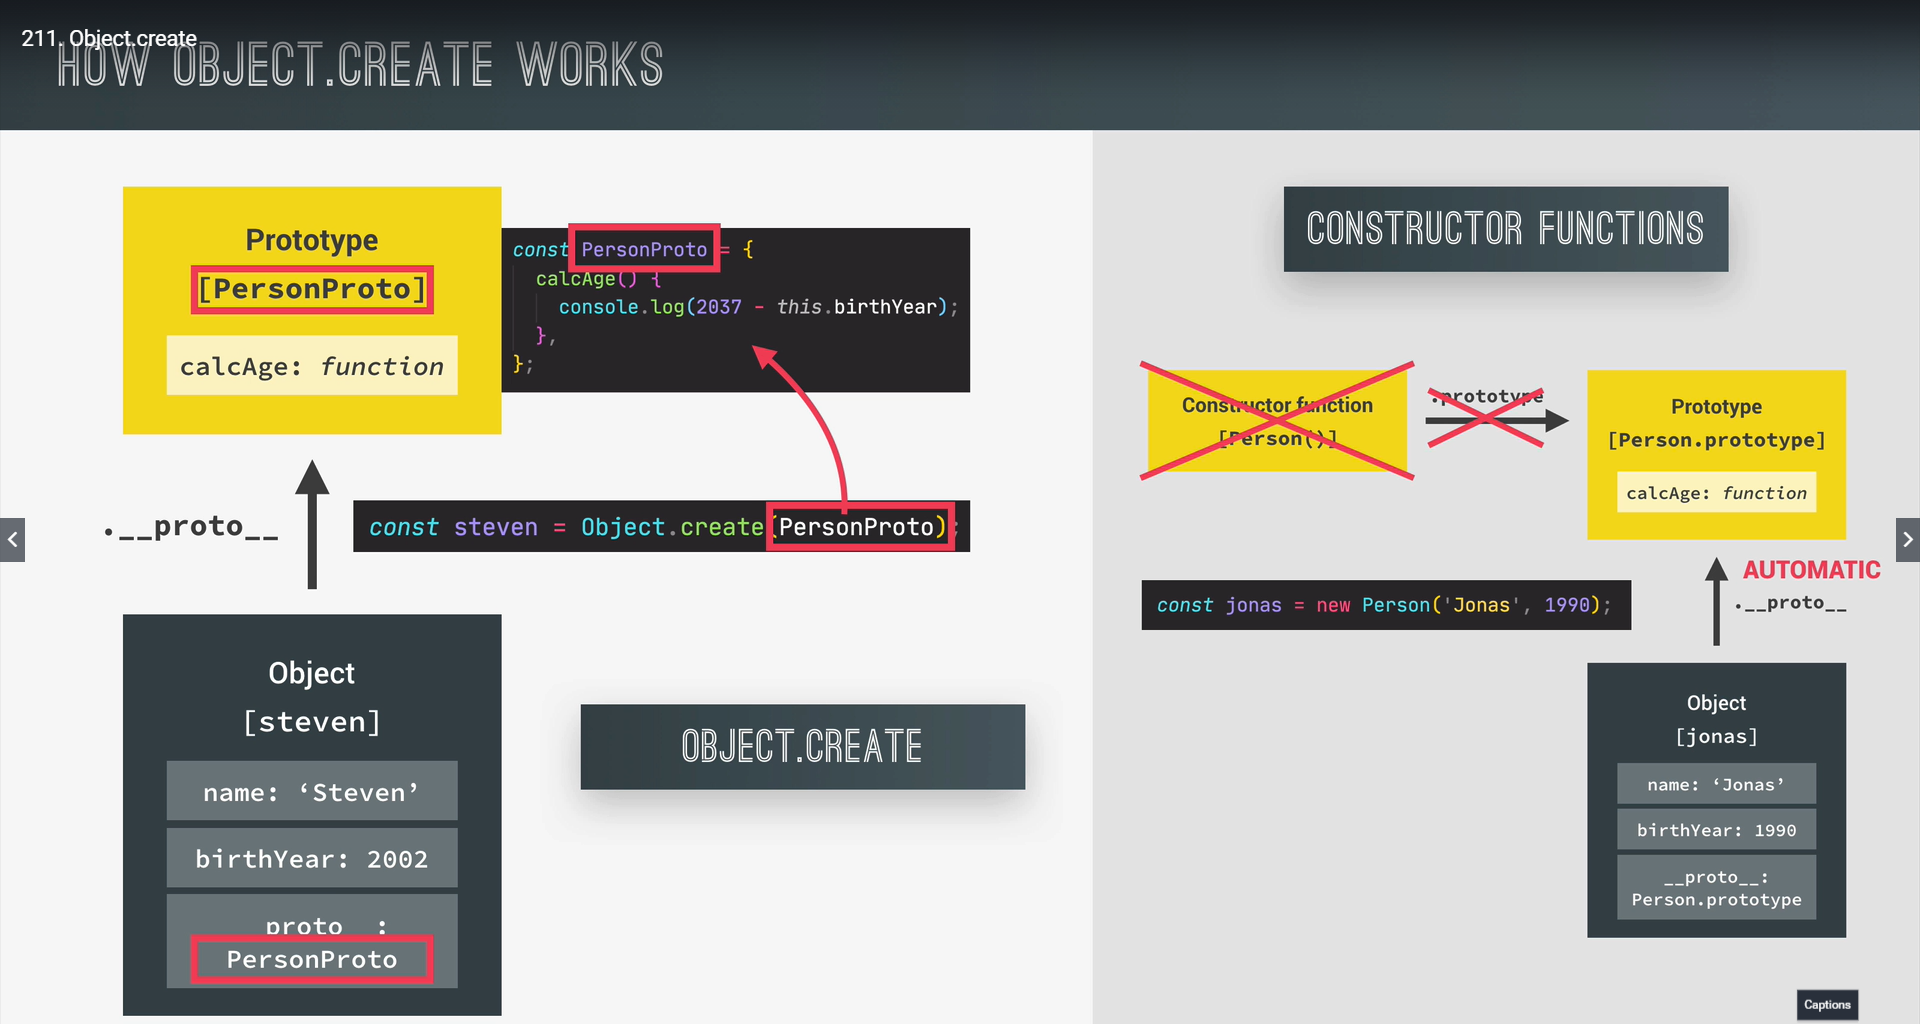 211. Object.create
HOW OBJECT.CREATE WORKS
Prototype
[PersonProto]
calcAge: function
const PersonProto = {
calcAge() {
console.log(2037 - this.birthYear);
},
};
.__proto__
const steven = Object.create(PersonProto);
Object
[steven]
name: ‘Steven’
birthYear: 2002
__proto__:
PersonProto
OBJECT.CREATE
CONSTRUCTOR FUNCTIONS
Constructor function
[Person()]
.prototype
Prototype
[Person.prototype]
calcAge: function
const jonas = new Person('Jonas', 1990);
AUTOMATIC
.__proto__
Object
[jonas]
name: ‘Jonas’
birthYear: 1990
__proto__:
Person.prototype
Captions